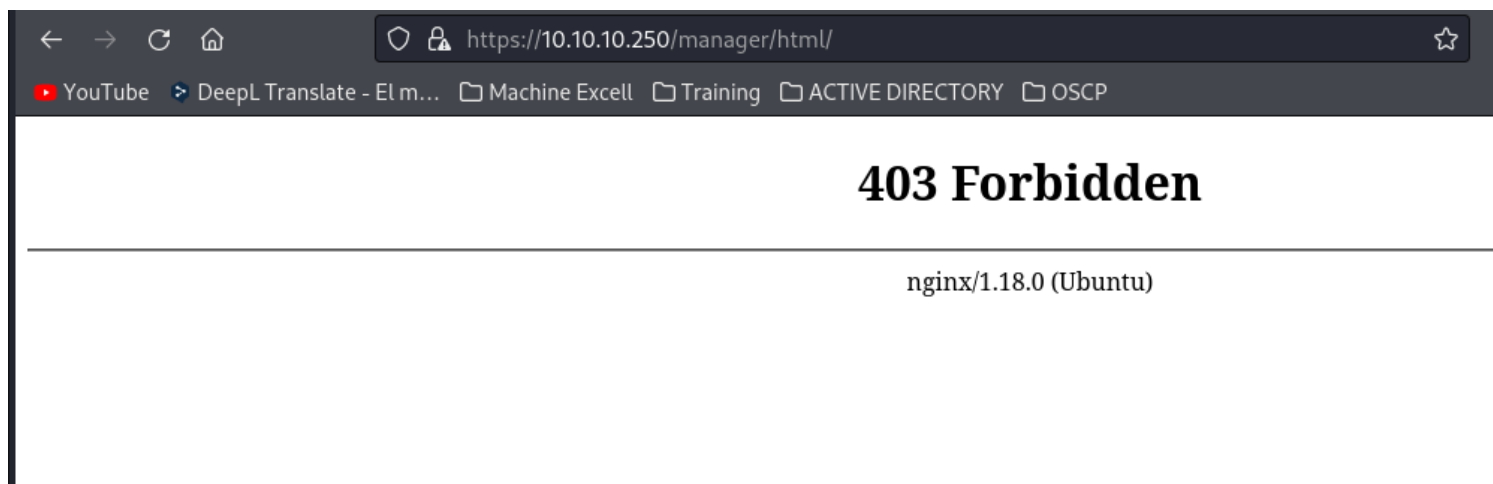 https://10.10.10.250/manager/html/
YouTube DeepL Translate - El m... Machine Excell Training ACTIVE DIRECTORY OSCP
403 Forbidden
nginx/1.18.0 (Ubuntu)